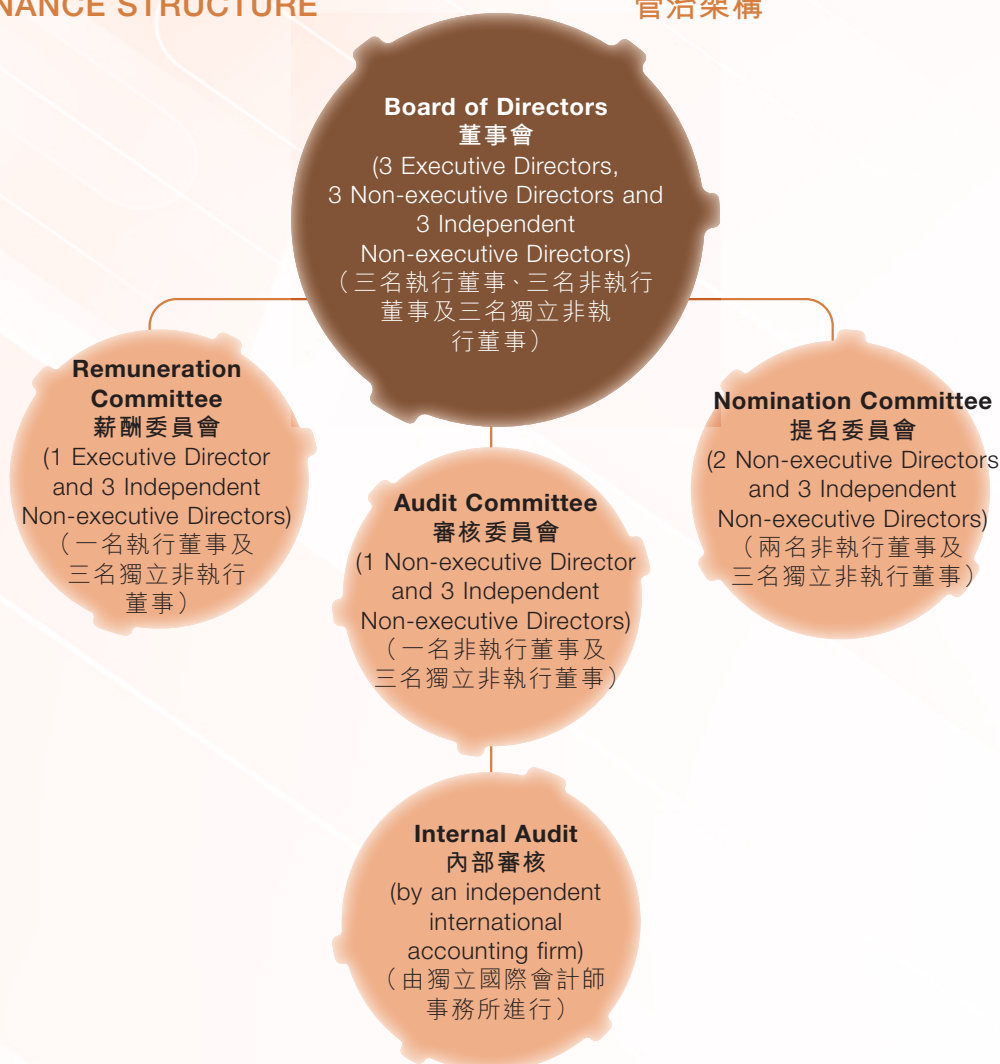 NANCE STRUCTURE
管治架構
Board of Directors
董事會
(3 Executive Directors,
3 Non-executive Directors and
3 Independent
Non-executive Directors)
（三名執行董事、三名非執行
董事及三名獨立非執
行董事）
Remuneration
Committee
薪酬委員會
(1 Executive Director
and 3 Independent
Non-executive Directors)
（一名執行董事及
三名獨立非執行
董事）
Audit Committee
審核委員會
(1 Non-executive Director
and 3 Independent
Non-executive Directors)
（一名非執行董事及
三名獨立非執行董事）
Nomination Committee
提名委員會
(2 Non-executive Directors
and 3 Independent
Non-executive Directors)
（兩名非執行董事及
三名獨立非執行董事）
Internal Audit
內部審核
(by an independent
international
accounting firm)
（由獨立國際會計師
事務所進行）